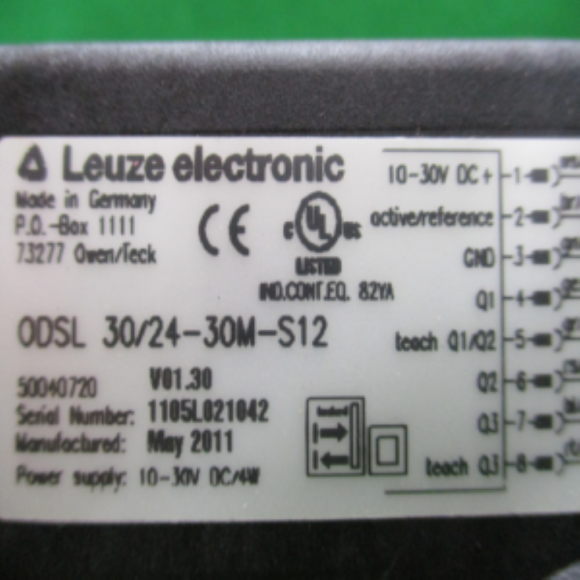 Leuze electronic
Made in Germany
P.O.-Box 1111
73277 Owen/Teck
CE
C UL US
LISTED
IND.CONT.EQ. 82YA
ODSL 30/24-30M-S12
50040720 V01.30
Serial Number: 1105L021042
Manufactured: May 2011
Power supply: 10-30V DC/4W
10-30V DC + 1
active/reference 2
GND 3
Q1 4
teach Q1/Q2 5
Q2 6
Q3 7
teach Q3 8